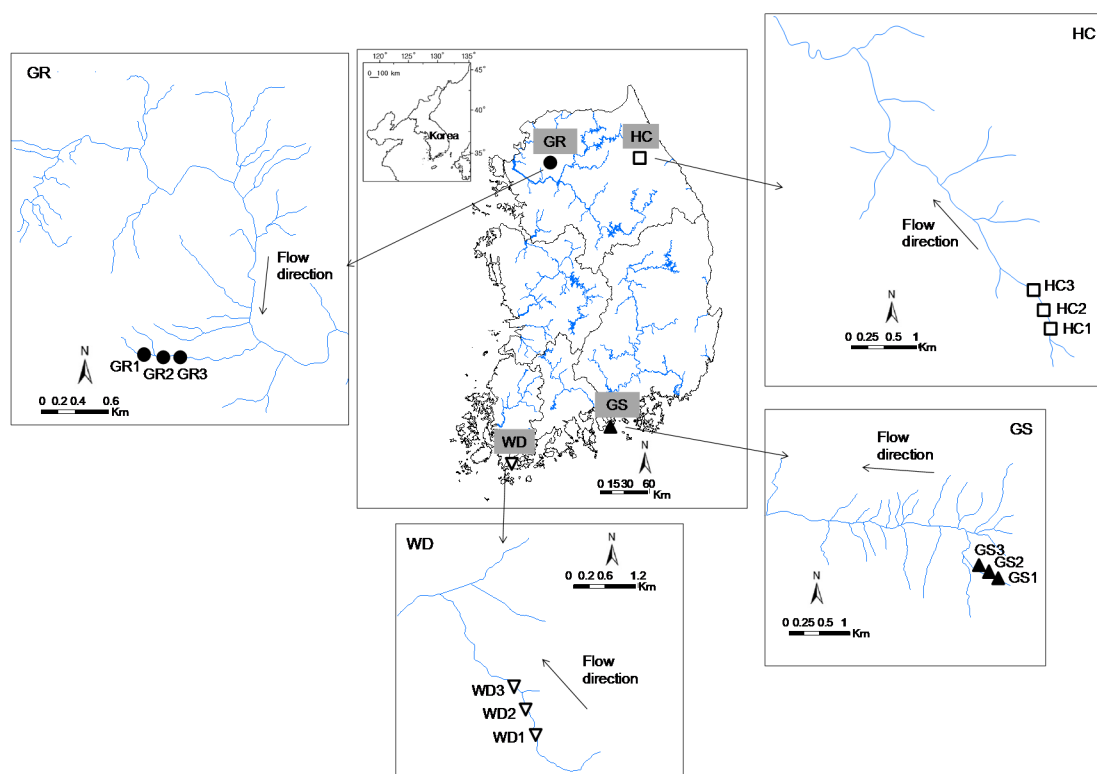 GR
Flow
direction
N
GR1
GR2
GR3
0 0.2 0.4 0.6
Km
120°
125°
130°
135°
0 100 km
45°
40°
35°
Korea
GR
HC
GS
WD
N
0 15 30 60
Km
HC
Flow
direction
HC3
HC2
HC1
N
0 0.25 0.5 1
Km
GS
Flow
direction
GS3
GS2
GS1
N
0 0.25 0.5 1
Km
WD
N
0 0.2 0.6 1.2
Km
Flow
direction
WD3
WD2
WD1